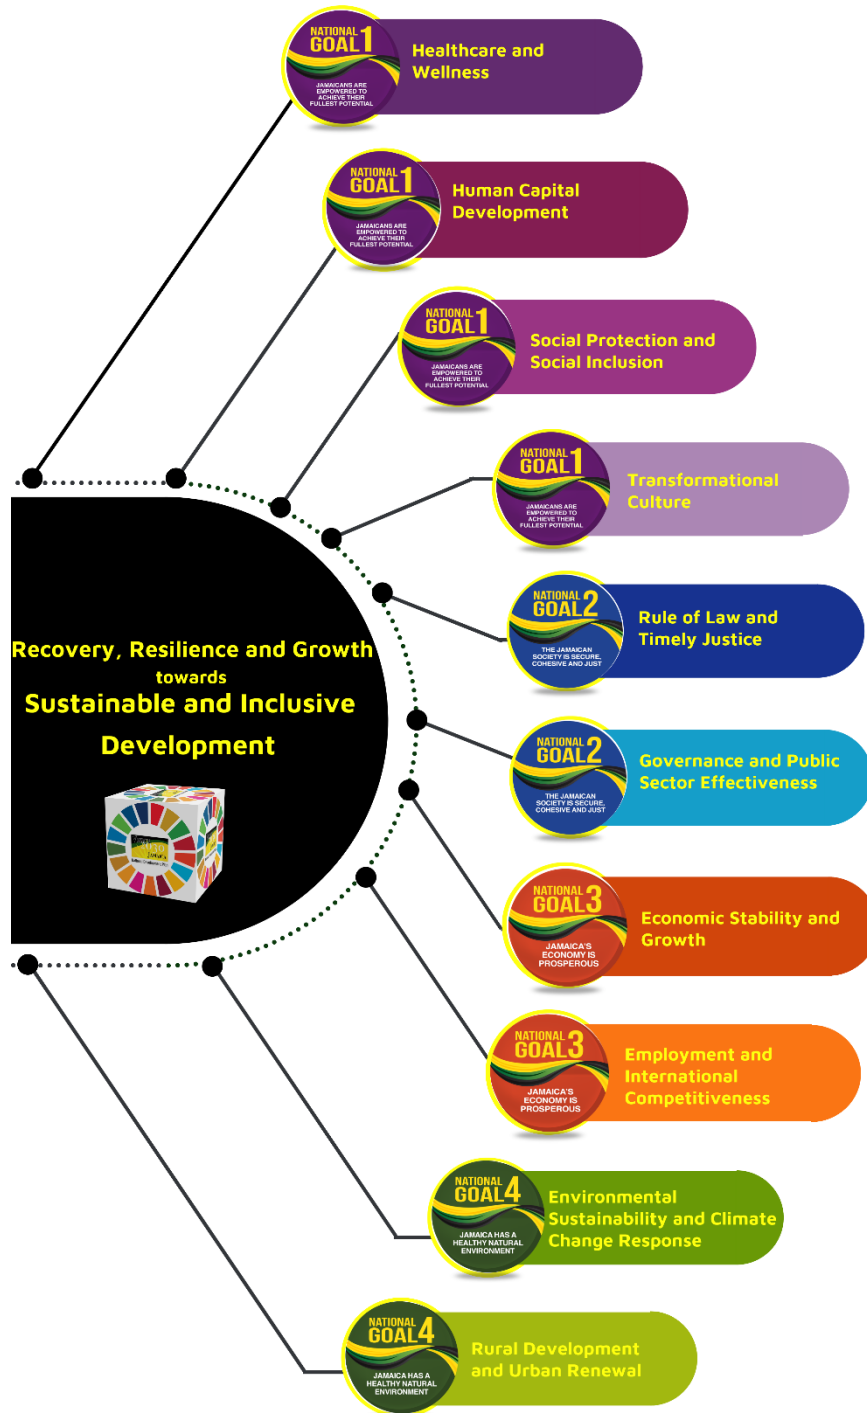 NATIONAL
GOAL 1
JAMAICANS ARE
EMPOWERED TO
ACHIEVE THEIR
FULLEST POTENTIAL
Healthcare and
Wellness
NATIONAL
GOAL 1
JAMAICANS ARE
EMPOWERED TO
ACHIEVE THEIR
FULLEST POTENTIAL
Human Capital
Development
NATIONAL
GOAL 1
JAMAICANS ARE
EMPOWERED TO
ACHIEVE THEIR
FULLEST POTENTIAL
Social Protection and
Social Inclusion
NATIONAL
GOAL 1
JAMAICANS ARE
EMPOWERED TO
ACHIEVE THEIR
FULLEST POTENTIAL
Transformational
Culture
NATIONAL
GOAL 2
THE JAMAICAN
SOCIETY IS SECURE,
COHESIVE AND JUST
Rule of Law and
Timely Justice
Recovery, Resilience and Growth
towards
Sustainable and Inclusive
Development
NATIONAL
GOAL 2
THE JAMAICAN
SOCIETY IS SECURE,
COHESIVE AND JUST
Governance and Public
Sector Effectiveness
NATIONAL
GOAL 3
JAMAICA'S
ECONOMY IS
PROSPEROUS
Economic Stability and
Growth
NATIONAL
GOAL 3
JAMAICA'S
ECONOMY IS
PROSPEROUS
Employment and
International
Competitiveness
NATIONAL
GOAL 4
JAMAICA HAS A
HEALTHY NATURAL
ENVIRONMENT
Environmental
Sustainability and Climate
Change Response
NATIONAL
GOAL 4
JAMAICA HAS A
HEALTHY NATURAL
ENVIRONMENT
Rural Development
and Urban Renewal